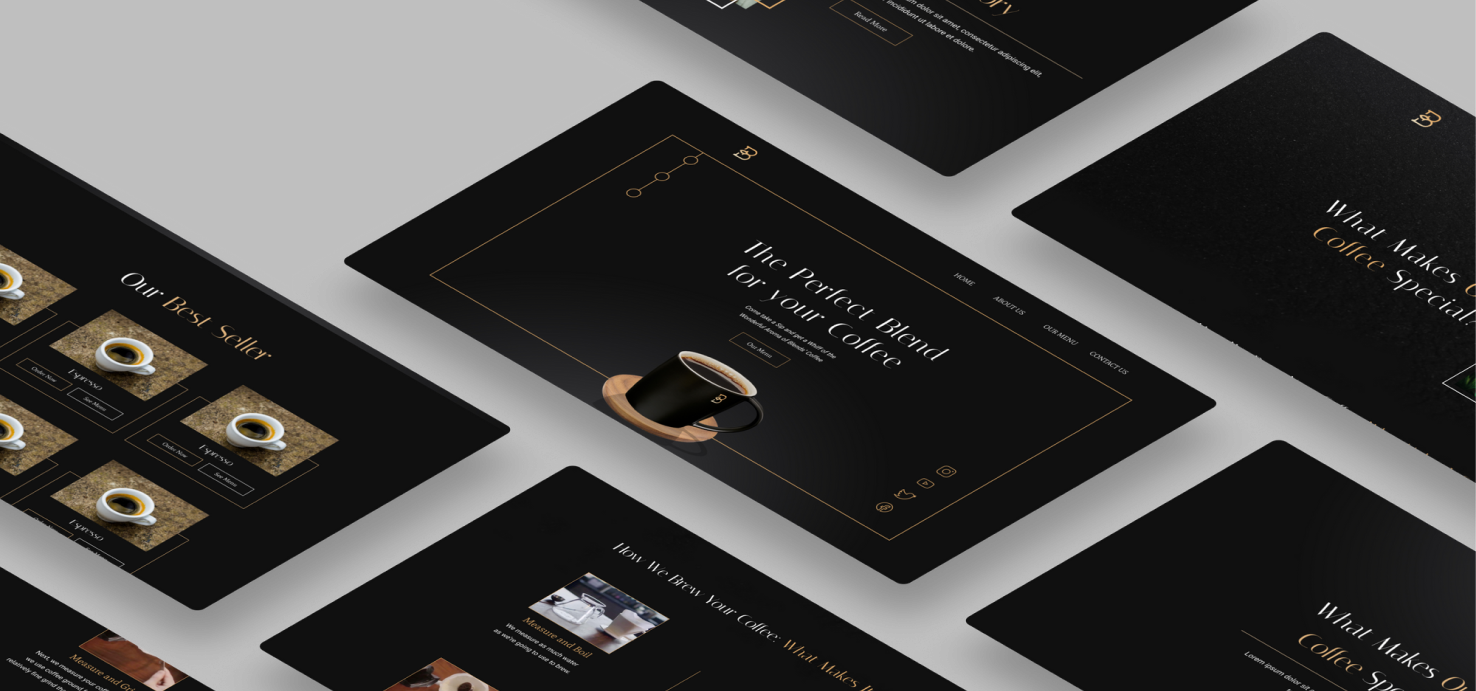 ory
m dolor sit amet, consectetur adipiscing elit,
incididunt ut labore et dolore.
Read More
B
HOME
ABOUT US
OUR MENU
CONTACT US
The Perfect Blend
for your Coffee
Come take a Sip and get a Whiff of the
Wonderful Aroma of Blends' Coffee
Our Menu
B
B
What Makes O
Coffee Special
Our Best Seller
Espresso
Order Now
See Menu
Espresso
Order Now
See Menu
Espresso
How We Brew Your Coffee: What Makes It
Measure and Boil
We measure as much water
as we're going to use to brew.
Measure and Gri
Next, we measure your coff
we use coffee ground
relatively fine grind th
What Makes O
Coffee Sp
Lorem ipsum dolor sit